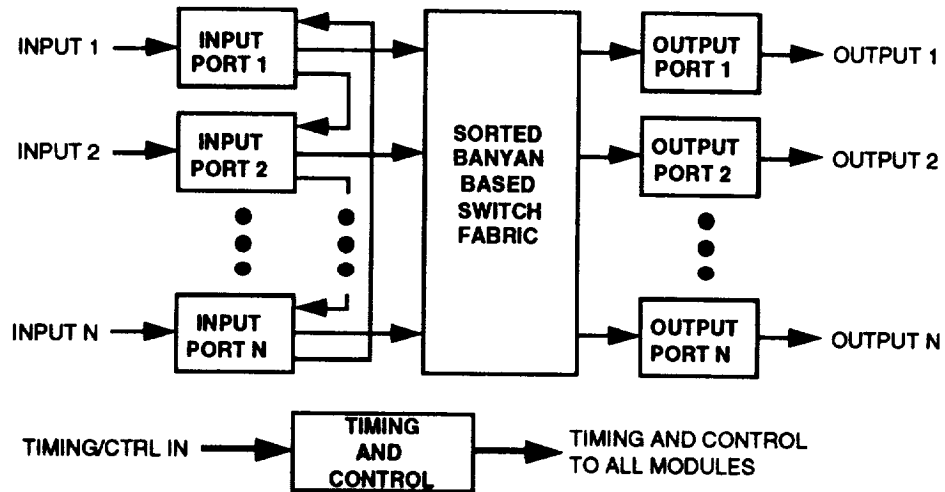 INPUT 1
INPUT
PORT 1
OUTPUT
PORT 1
OUTPUT 1
INPUT 2
INPUT
PORT 2
SORTED
BANYAN
BASED
SWITCH
FABRIC
OUTPUT
PORT 2
OUTPUT 2
INPUT N
INPUT
PORT N
OUTPUT
PORT N
OUTPUT N
TIMING/CTRL IN
TIMING
AND
CONTROL
TIMING AND CONTROL
TO ALL MODULES